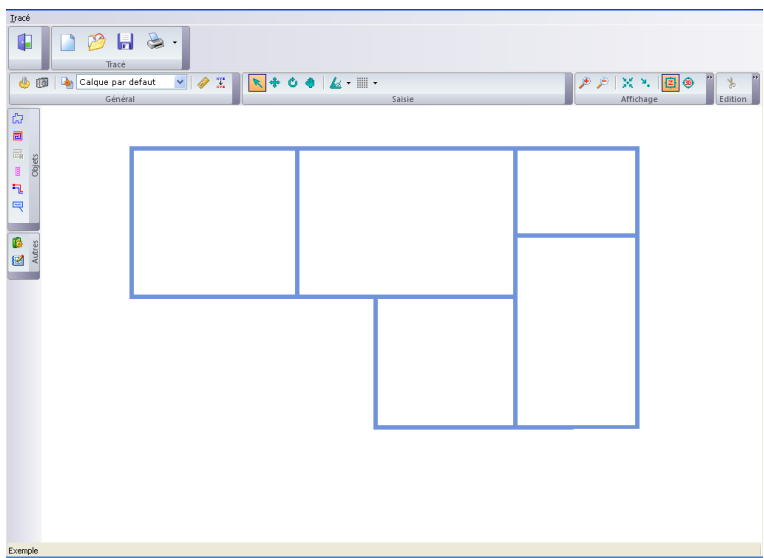 Tracé
Tracé
Calque par defaut
Général
Saisie
Affichage
Edition
Objets
Autres
Exemple